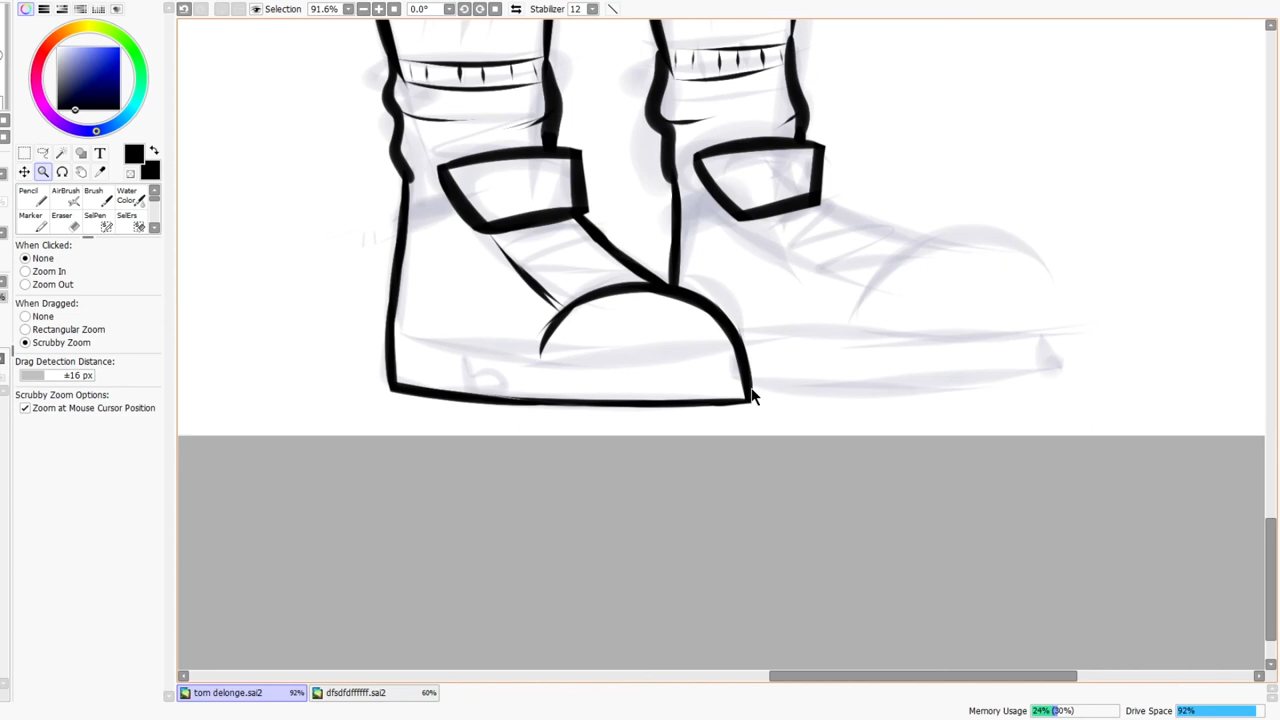 Selection 91.6% 0.0° Stabilizer 12
T
Pencil AirBrush Brush Water Color
Marker Eraser SelPen SelErs
When Clicked:
None
Zoom In
Zoom Out
When Dragged:
None
Rectangular Zoom
Scrubby Zoom
Drag Detection Distance:
±16 px
Scrubby Zoom Options:
Zoom at Mouse Cursor Position
tom delonge.sai2 92% dfsdfdffffff.sai2 60%
Memory Usage 24% (30%) Drive Space 92%